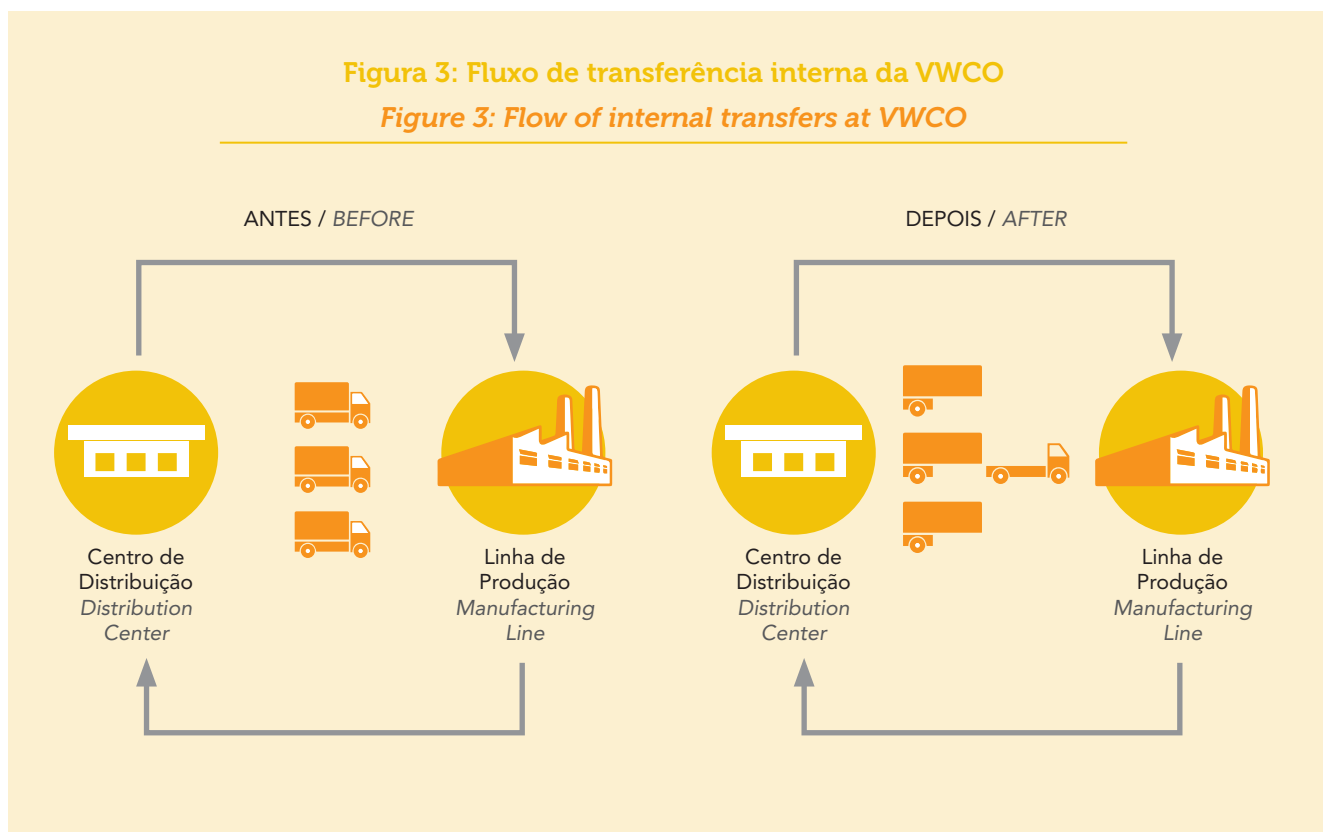 Figura 3: Fluxo de transferência interna da VWCO
Figure 3: Flow of internal transfers at VWCO
ANTES / BEFORE
Centro de
Distribuição
Distribution
Center
Linha de
Produção
Manufacturing
Line
DEPOIS / AFTER
Centro de
Distribuição
Distribution
Center
Linha de
Produção
Manufacturing
Line